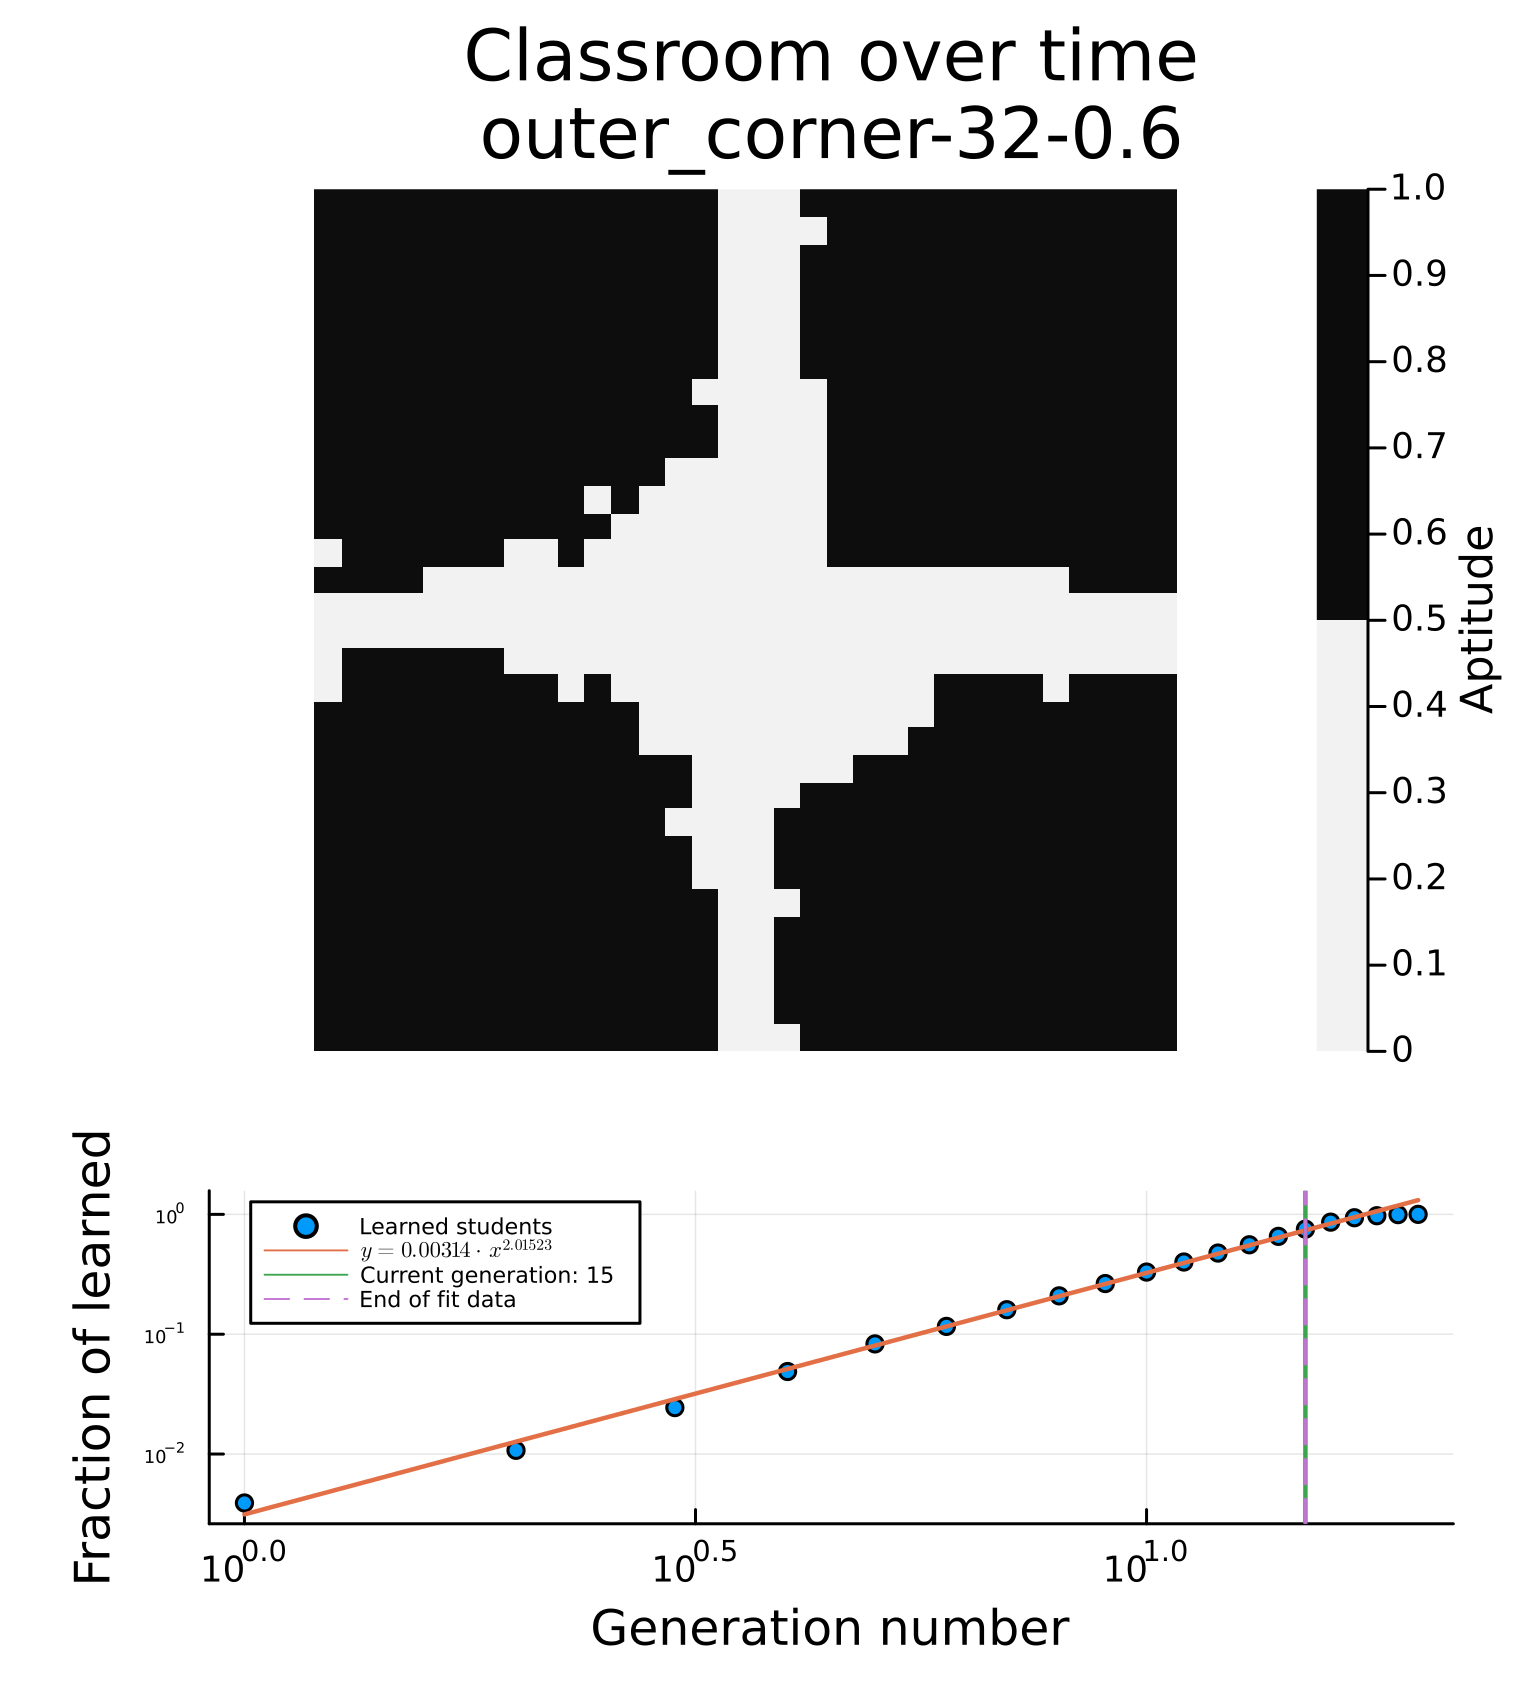 Classroom over time
outer_corner-32-0.6
1.0
0.9
0.8
0.7
0.6
0.5
0.4
0.3
0.2
0.1
0
Aptitude
Fraction of learned
10⁰
10⁻¹
10⁻²
Learned students
y = 0.00314 · x^2.01523
Current generation: 15
End of fit data
10^0.0
10^0.5
10^1.0
Generation number